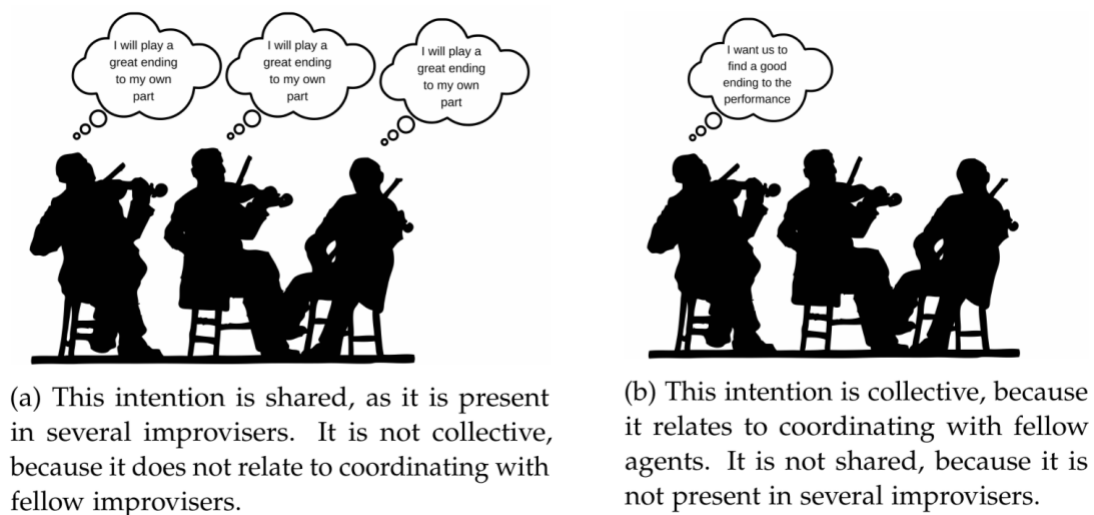 I will play a
great ending
to my own
part
I will play a
great ending
to my own
part
I will play a
great ending
to my own
part
(a) This intention is shared, as it is present
in several improvisers. It is not collective,
because it does not relate to coordinating with
fellow improvisers.
I want us to
find a good
ending to the
performance
(b) This intention is collective, because
it relates to coordinating with fellow
agents. It is not shared, because it is
not present in several improvisers.